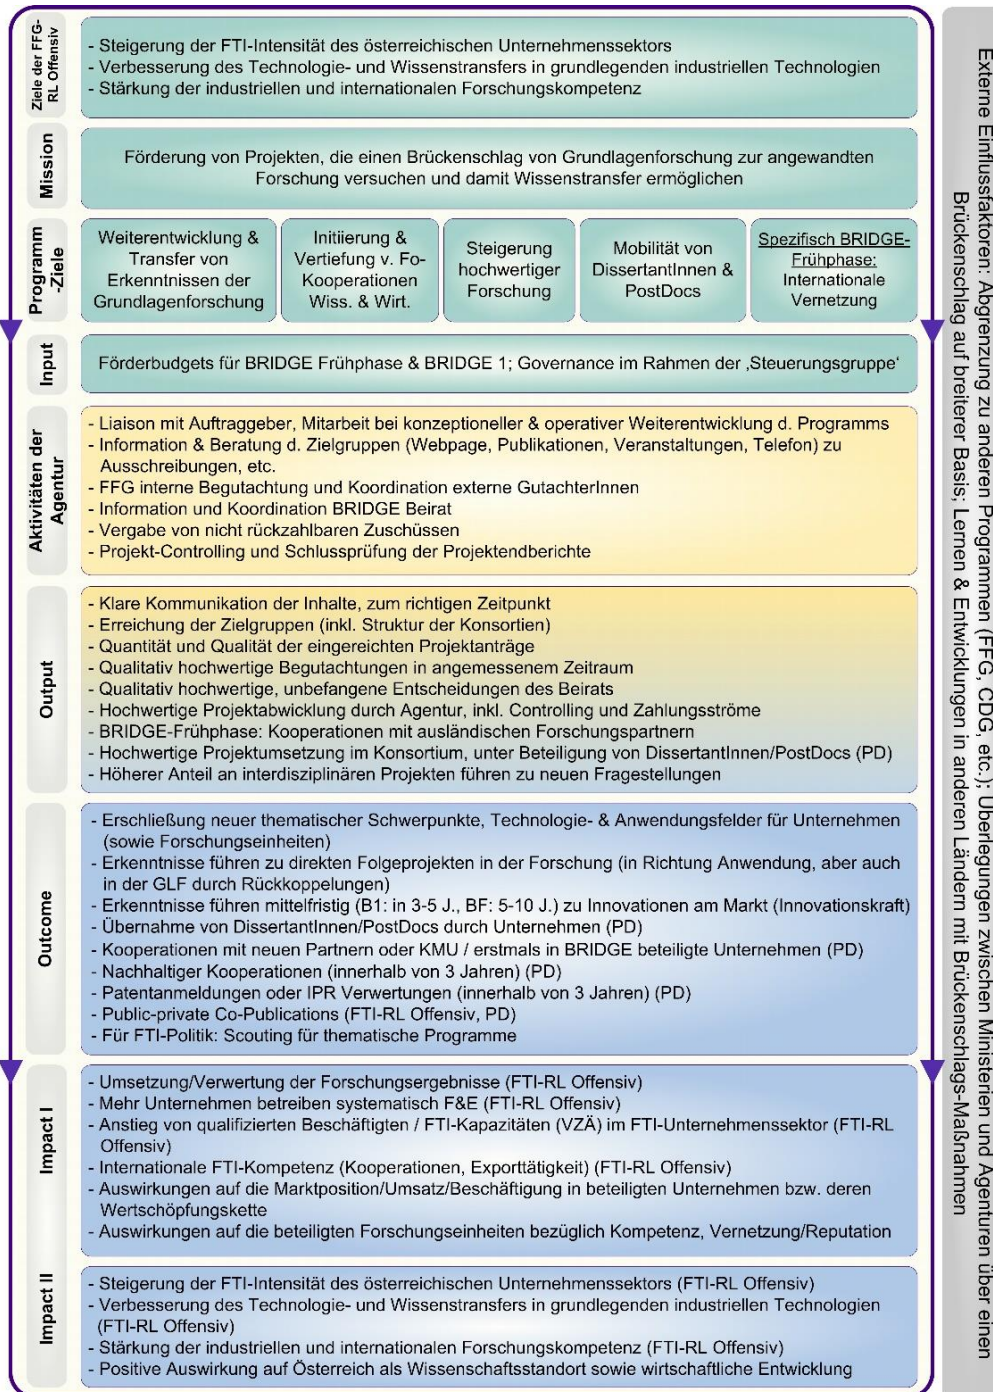 Ziele der FFG-
RL Offensiv
- Steigerung der FTI-Intensität des österreichischen Unternehmenssektors
- Verbesserung des Technologie- und Wissenstransfers in grundlegenden industriellen Technologien
- Stärkung der industriellen und internationalen Forschungskompetenz
Mission
Förderung von Projekten, die einen Brückenschlag von Grundlagenforschung zur angewandten
Forschung versuchen und damit Wissenstransfer ermöglichen
Programm
-Ziele
Weiterentwicklung &
Transfer von
Erkenntnissen der
Grundlagenforschung
Initiierung &
Vertiefung v. Fo-
Kooperationen
Wiss. & Wirt.
Steigerung
hochwertiger
Forschung
Mobilität von
DissertantInnen &
PostDocs
Spezifisch BRIDGE-
Frühphase:
Internationale
Vernetzung
Input
Förderbudgets für BRIDGE Frühphase & BRIDGE 1; Governance im Rahmen der ‚Steuerungsgruppe‘
Aktivitäten der
Agentur
- Liaison mit Auftraggeber, Mitarbeit bei konzeptioneller & operativer Weiterentwicklung d. Programms
- Information & Beratung d. Zielgruppen (Webpage, Publikationen, Veranstaltungen, Telefon) zu
Ausschreibungen, etc.
- FFG interne Begutachtung und Koordination externe GutachterInnen
- Information und Koordination BRIDGE Beirat
- Vergabe von nicht rückzahlbaren Zuschüssen
- Projekt-Controlling und Schlussprüfung der Projektendberichte
Output
- Klare Kommunikation der Inhalte, zum richtigen Zeitpunkt
- Erreichung der Zielgruppen (inkl. Struktur der Konsortien)
- Quantität und Qualität der eingereichten Projektanträge
- Qualitativ hochwertige Begutachtungen in angemessenem Zeitraum
- Qualitativ hochwertige, unbefangene Entscheidungen des Beirats
- Hochwertige Projektabwicklung durch Agentur, inkl. Controlling und Zahlungsströme
- BRIDGE-Frühphase: Kooperationen mit ausländischen Forschungspartnern
- Hochwertige Projektumsetzung im Konsortium, unter Beteiligung von DissertantInnen/PostDocs (PD)
- Höherer Anteil an interdisziplinären Projekten führen zu neuen Fragestellungen
Outcome
- Erschließung neuer thematischer Schwerpunkte, Technologie- & Anwendungsfelder für Unternehmen
(sowie Forschungseinheiten)
- Erkenntnisse führen zu direkten Folgeprojekten in der Forschung (in Richtung Anwendung, aber auch
in der GLF durch Rückkoppelungen)
- Erkenntnisse führen mittelfristig (B1: in 3-5 J., BF: 5-10 J.) zu Innovationen am Markt (Innovationskraft)
- Übernahme von DissertantInnen/PostDocs durch Unternehmen (PD)
- Kooperationen mit neuen Partnern oder KMU / erstmals in BRIDGE beteiligte Unternehmen (PD)
- Nachhaltiger Kooperationen (innerhalb von 3 Jahren) (PD)
- Patentanmeldungen oder IPR Verwertungen (innerhalb von 3 Jahren) (PD)
- Public-private Co-Publications (FTI-RL Offensiv, PD)
- Für FTI-Politik: Scouting für thematische Programme
Impact I
- Umsetzung/Verwertung der Forschungsergebnisse (FTI-RL Offensiv)
- Mehr Unternehmen betreiben systematisch F&E (FTI-RL Offensiv)
- Anstieg von qualifizierten Beschäftigten / FTI-Kapazitäten (VZÄ) im FTI-Unternehmenssektor (FTI-RL
Offensiv)
- Internationale FTI-Kompetenz (Kooperationen, Exporttätigkeit) (FTI-RL Offensiv)
- Auswirkungen auf die Marktposition/Umsatz/Beschäftigung in beteiligten Unternehmen bzw. deren
Wertschöpfungskette
- Auswirkungen auf die beteiligten Forschungseinheiten bezüglich Kompetenz, Vernetzung/Reputation
Impact II
- Steigerung der FTI-Intensität des österreichischen Unternehmenssektors (FTI-RL Offensiv)
- Verbesserung des Technologie- und Wissenstransfers in grundlegenden industriellen Technologien
(FTI-RL Offensiv)
- Stärkung der industriellen und internationalen Forschungskompetenz (FTI-RL Offensiv)
- Positive Auswirkung auf Österreich als Wissenschaftsstandort sowie wirtschaftliche Entwicklung
Externe Einflussfaktoren: Abgrenzung zu anderen Programmen (FFG, CDG, etc.); Überlegungen zwischen Ministerien und Agenturen über einen
Brückenschlag auf breiterer Basis; Lernen & Entwicklungen in anderen Ländern mit Brückenschlags-Maßnahmen